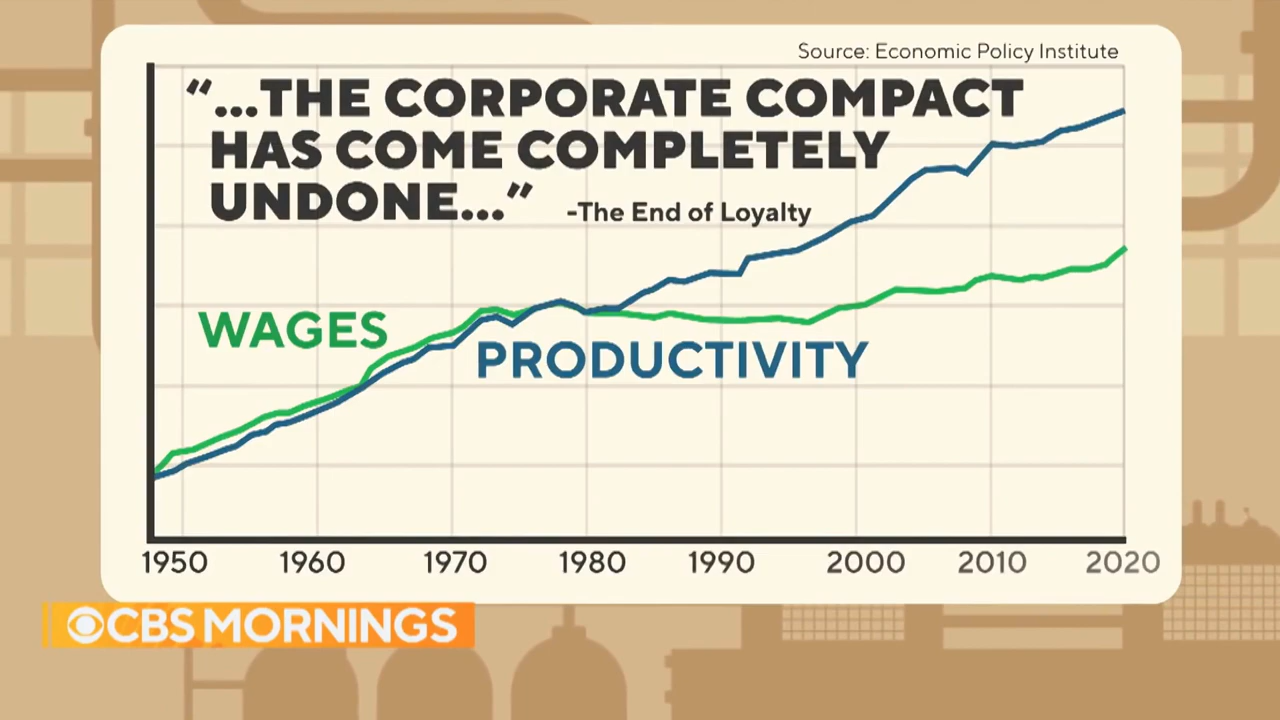 Source: Economic Policy Institute
“...THE CORPORATE COMPACT
HAS COME COMPLETELY
UNDONE...” -The End of Loyalty
WAGES
PRODUCTIVITY
1950 1960 1970 1980 1990 2000 2010 2020
CBS MORNINGS